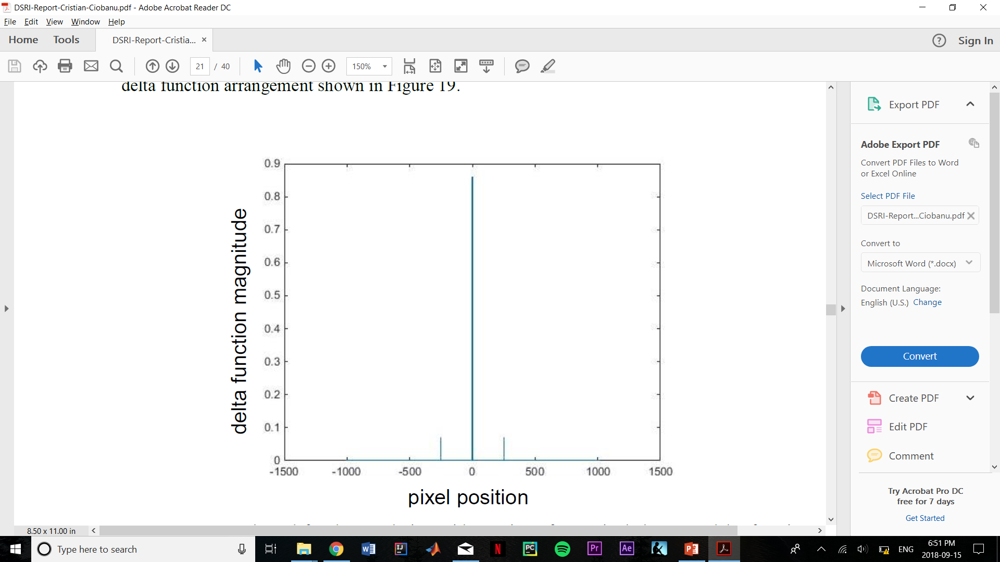 DSRI-Report-Cristian-Ciobanu.pdf - Adobe Acrobat Reader DC
File Edit View Window Help
Home Tools DSRI-Report-Cristia... × Sign In
21 / 40 150%
delta function arrangement shown in Figure 19.
0.9
0.8
0.7
0.6
0.5
0.4
0.3
0.2
0.1
0
delta function magnitude
-1500 -1000 -500 0 500 1000 1500
pixel position
8.50 x 11.00 in
Export PDF
Adobe Export PDF
Convert PDF Files to Word
or Excel Online
Select PDF File
DSRI-Report...Ciobanu.pdf
Convert to
Microsoft Word (*.docx)
Document Language:
English (U.S.) Change
Convert
Create PDF
Edit PDF
Comment
Try Acrobat Pro DC
free for 7 days
Get Started
Type here to search
IJ
N
PC
Pr
Ae
ENG
6:51 PM
2018-09-15